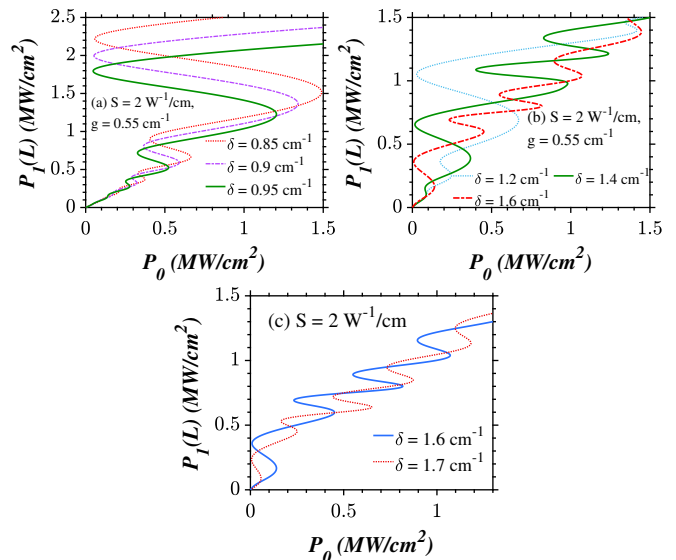 2.5
2
1.5
1
0.5
0
P₁(L) (MW/cm²)
(a) S = 2 W⁻¹/cm,
g = 0.55 cm⁻¹
δ = 0.85 cm⁻¹
δ = 0.9 cm⁻¹
δ = 0.95 cm⁻¹
0 0.5 1 1.5
P₀ (MW/cm²)
1.5
1
0.5
0
P₁(L) (MW/cm²)
(b) S = 2 W⁻¹/cm,
g = 0.55 cm⁻¹
δ = 1.2 cm⁻¹ δ = 1.4 cm⁻¹
δ = 1.6 cm⁻¹
0 0.5 1 1.5
P₀ (MW/cm²)
1.5
1
0.5
0
P₁(L) (MW/cm²)
(c) S = 2 W⁻¹/cm
δ = 1.6 cm⁻¹
δ = 1.7 cm⁻¹
0 0.5 1
P₀ (MW/cm²)